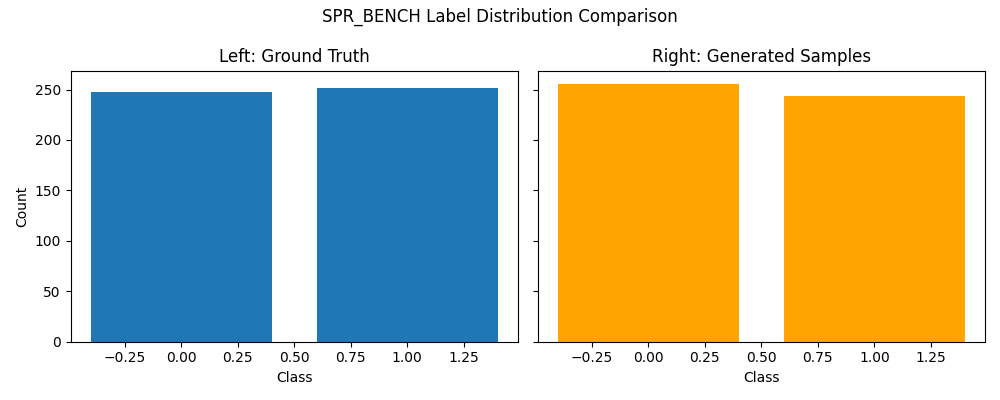 SPR_BENCH Label Distribution Comparison
Left: Ground Truth
Right: Generated Samples
250
200
150
100
50
0
Count
−0.25 0.00 0.25 0.50 0.75 1.00 1.25
−0.25 0.00 0.25 0.50 0.75 1.00 1.25
Class
Class